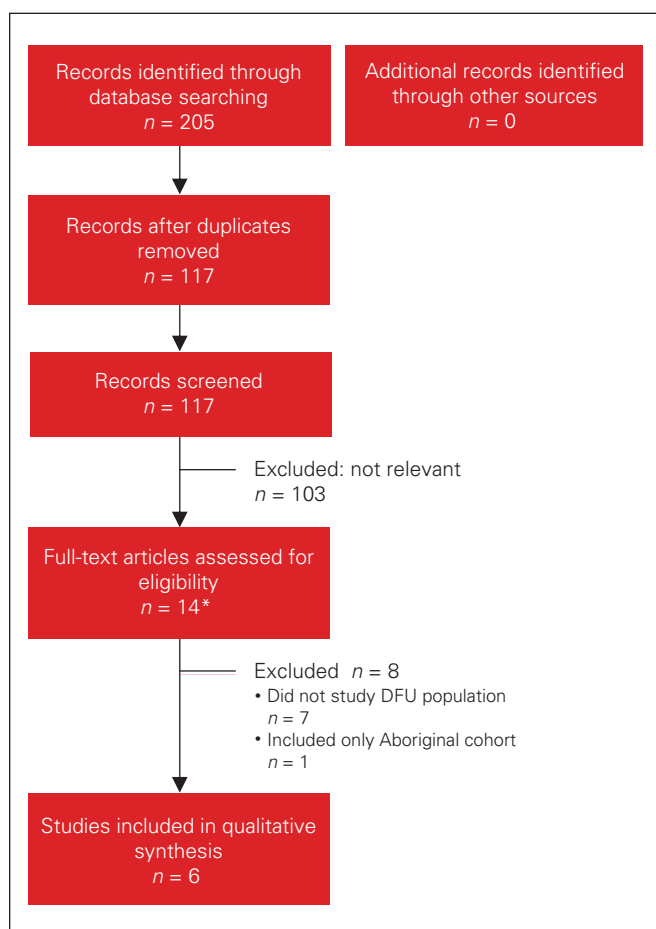 Records identified through
database searching
n = 205
Additional records identified
through other sources
n = 0
Records after duplicates
removed
n = 117
Records screened
n = 117
Excluded: not relevant
n = 103
Full-text articles assessed for
eligibility
n = 14*
Excluded n = 8
• Did not study DFU population
n = 7
• Included only Aboriginal cohort
n = 1
Studies included in qualitative
synthesis
n = 6